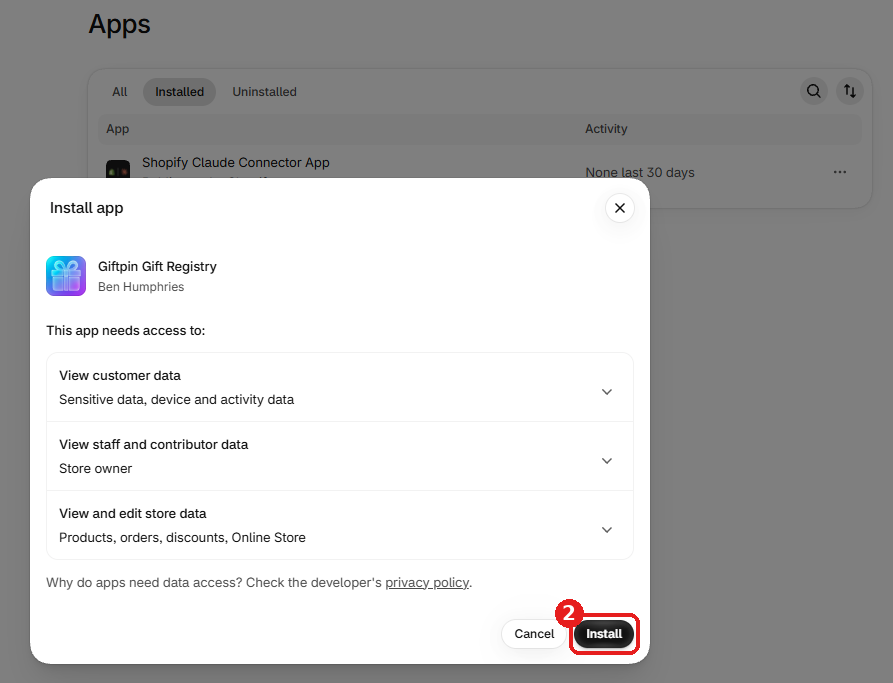 Apps
All
Installed
Uninstalled
App
Activity
Shopify Claude Connector App
None last 30 days
Install app
Giftpin Gift Registry
Ben Humphries
This app needs access to:
View customer data
Sensitive data, device and activity data
View staff and contributor data
Store owner
View and edit store data
Products, orders, discounts, Online Store
Why do apps need data access? Check the developer's privacy policy.
2
Cancel
Install